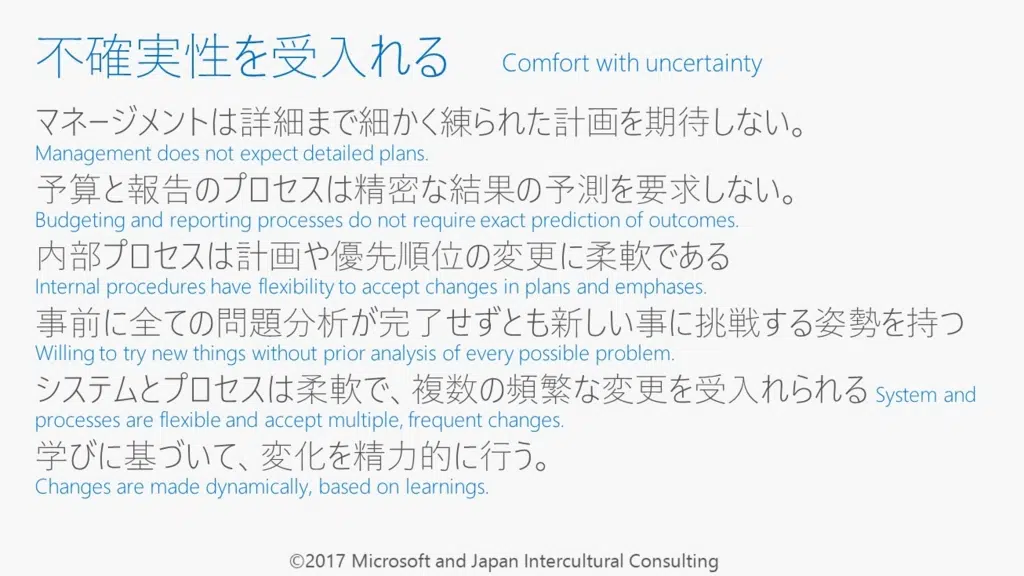 不確実性を受入れる Comfort with uncertainty
マネージメントは詳細まで細かく練られた計画を期待しない。
Management does not expect detailed plans.
予算と報告のプロセスは精密な結果の予測を要求しない。
Budgeting and reporting processes do not require exact prediction of outcomes.
内部プロセスは計画や優先順位の変更に柔軟である
Internal procedures have flexibility to accept changes in plans and emphases.
事前に全ての問題分析が完了せずとも新しい事に挑戦する姿勢を持つ
Willing to try new things without prior analysis of every possible problem.
システムとプロセスは柔軟で、複数の頻繁な変更を受入れられる System and
processes are flexible and accept multiple, frequent changes.
学びに基づいて、変化を精力的に行う。
Changes are made dynamically, based on learnings.
©2017 Microsoft and Japan Intercultural Consulting